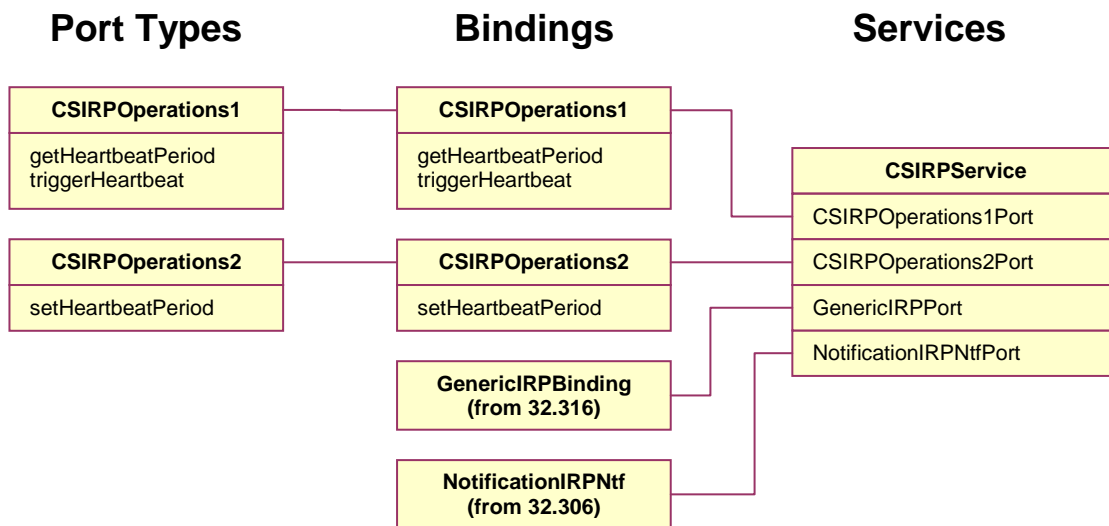 Port Types
Bindings
Services
CSIRPOperations1
getHeartbeatPeriod
triggerHeartbeat
CSIRPOperations2
setHeartbeatPeriod
CSIRPOperations1
getHeartbeatPeriod
triggerHeartbeat
CSIRPOperations2
setHeartbeatPeriod
GenericIRPBinding
(from 32.316)
NotificationIRPNtf
(from 32.306)
CSIRPService
CSIRPOperations1Port
CSIRPOperations2Port
GenericIRPPort
NotificationIRPNtfPort